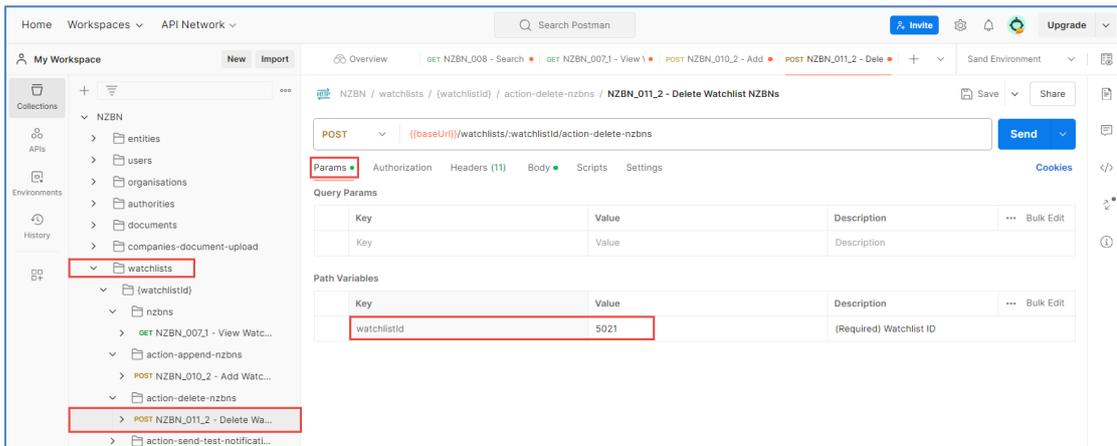 Home Workspaces API Network Search Postman Invite Upgrade
My Workspace New Import Overview GET NZBN_008 - Search GET NZBN_007_1 - View \ POST NZBN_010_2 - Add POST NZBN_011_2 - Dele Sand Environment
Collections
APIs
Environments
History
NZBN
entities
users
organisations
authorities
documents
companies-document-upload
watchlists
{watchlistId}
nzbns
GET NZBN_007_1 - View Watc...
action-append-nzbns
POST NZBN_010_2 - Add Watc...
action-delete-nzbns
POST NZBN_011_2 - Delete Wa...
action-send-test-notificati...
HTTP NZBN / watchlists / {watchlistId} / action-delete-nzbns / NZBN_011_2 - Delete Watchlist NZBNs Save Share
POST {{baseUrl}}/watchlists/:watchlistId/action-delete-nzbns Send
Params Authorization Headers (11) Body Scripts Settings Cookies
Query Params
Key Value Description Bulk Edit
Key Value Description
Path Variables
Key Value Description Bulk Edit
watchlistId 5021 (Required) Watchlist ID